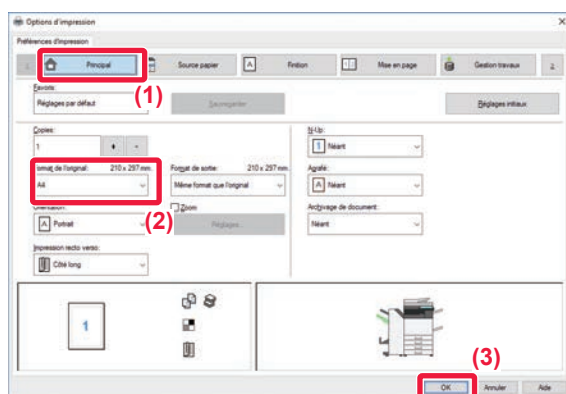 Options d'impression
Préférences d'impression
Principal
Source papier
Finition
Mise en page
Gestion travaux
(1)
Favoris:
Réglages par défaut
Sauvegarder
Réglages initiaux
Copies:
1
N-Up:
1 Néant
Format de l'original: 210 x 297 mm.
A4
Format de sortie: 210 x 297 mm.
Même format que l'original
Agrafé:
Néant
(2)
Orientation:
A Portrait
Zoom
Réglages...
Archivage de document:
Néant
Impression recto verso:
Côté long
1
(3)
OK
Annuler
Aide